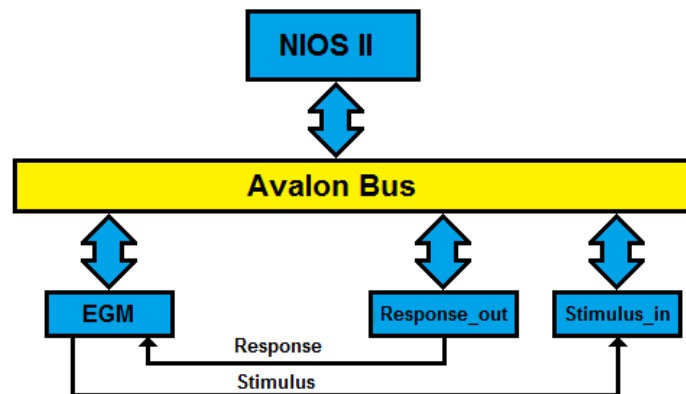 NIOS II
Avalon Bus
EGM
Response_out
Stimulus_in
Response
Stimulus